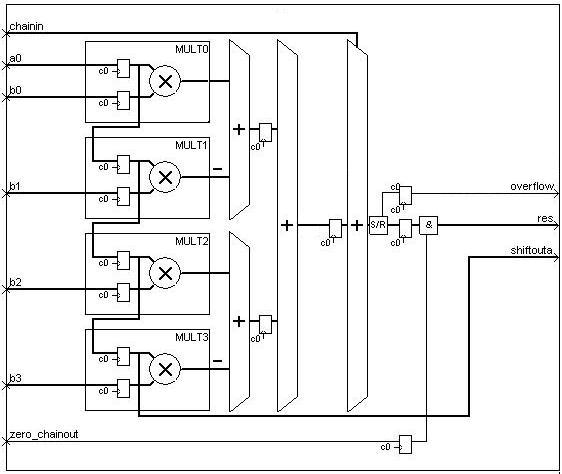 chainin
a0
MULT0
c0
b0
c0
+
c0
MULT1
c0
b1
−
c0
overflow
c0
c0
+
c0
+
S/R
c0
&
res
MULT2
c0
shiftouta
b2
c0
+
c0
MULT3
c0
−
b3
c0
zero_chainout
c0